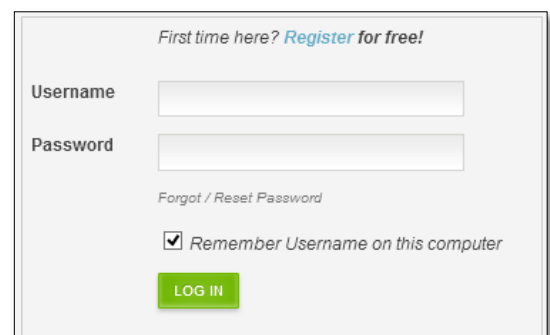 First time here? Register for free!
Username
Password
Forgot / Reset Password
Remember Username on this computer
LOG IN